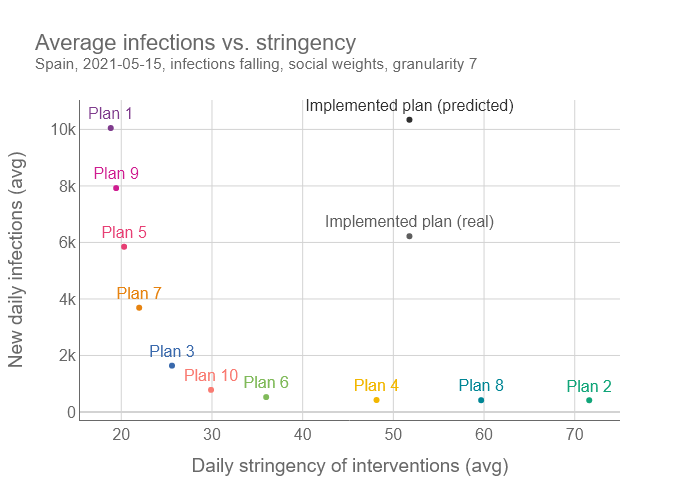 Average infections vs. stringency
Spain, 2021-05-15, infections falling, social weights, granularity 7
Implemented plan (predicted)
Plan 1
10k
Plan 9
8k
Implemented plan (real)
Plan 5
6k
Plan 7
4k
Plan 3
2k
Plan 10
Plan 6
Plan 4
Plan 8
Plan 2
0
20 30 40 50 60 70
New daily infections (avg)
Daily stringency of interventions (avg)